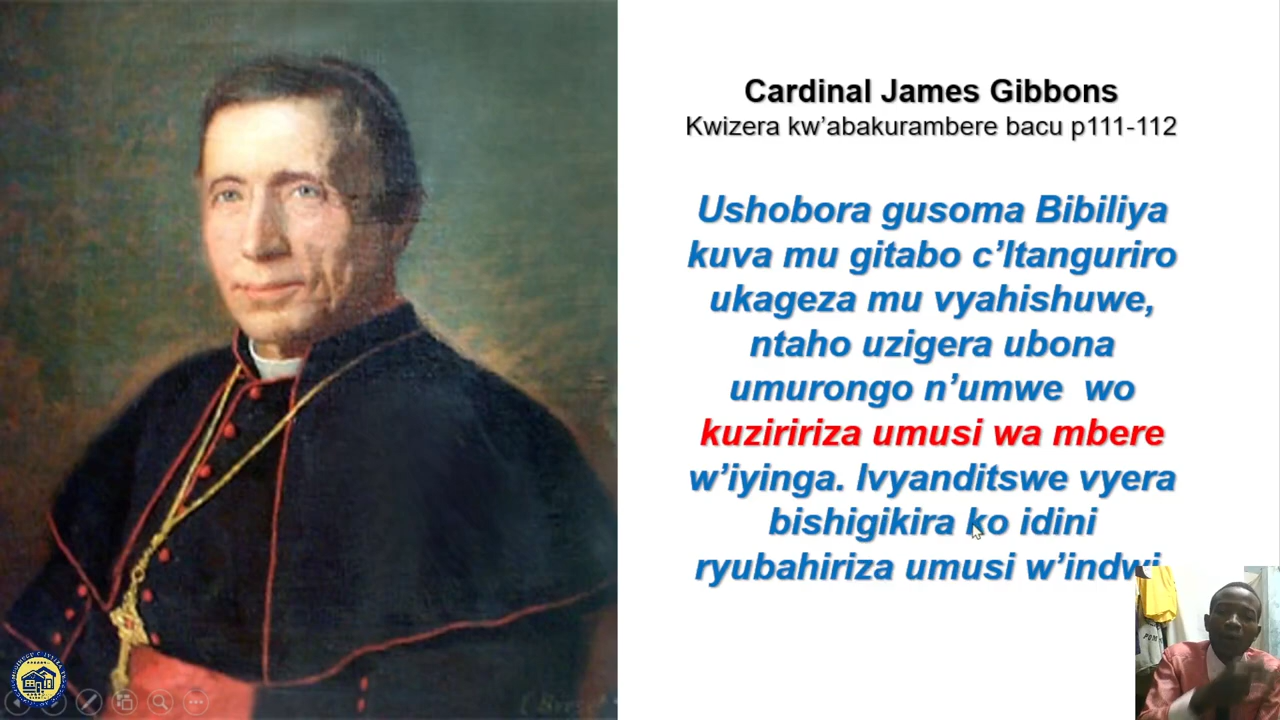 Cardinal James Gibbons
Kwizera kw’abakurambere bacu p111-112
Ushobora gusoma Bibiliya
kuva mu gitabo c’Itanguriro
ukageza mu vyahishuwe,
ntaho uzigera ubona
umurongo n’umwe wo
kuziririza umusi wa mbere
w’iyinga. Ivyanditswe vyera
bishigikira ko idini
ryubahiriza umusi w’indwi